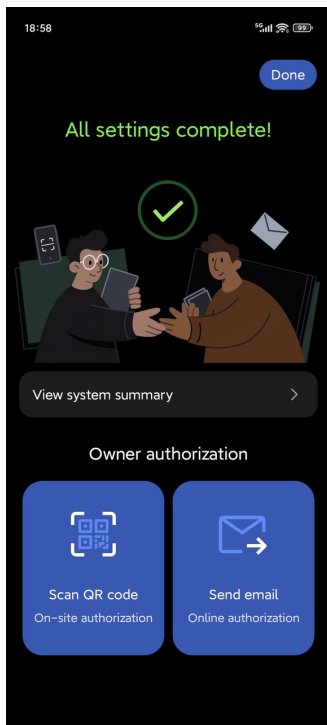 18:58
5G
99
Done
All settings complete!
View system summary
Owner authorization
Scan QR code
On-site authorization
Send email
Online authorization